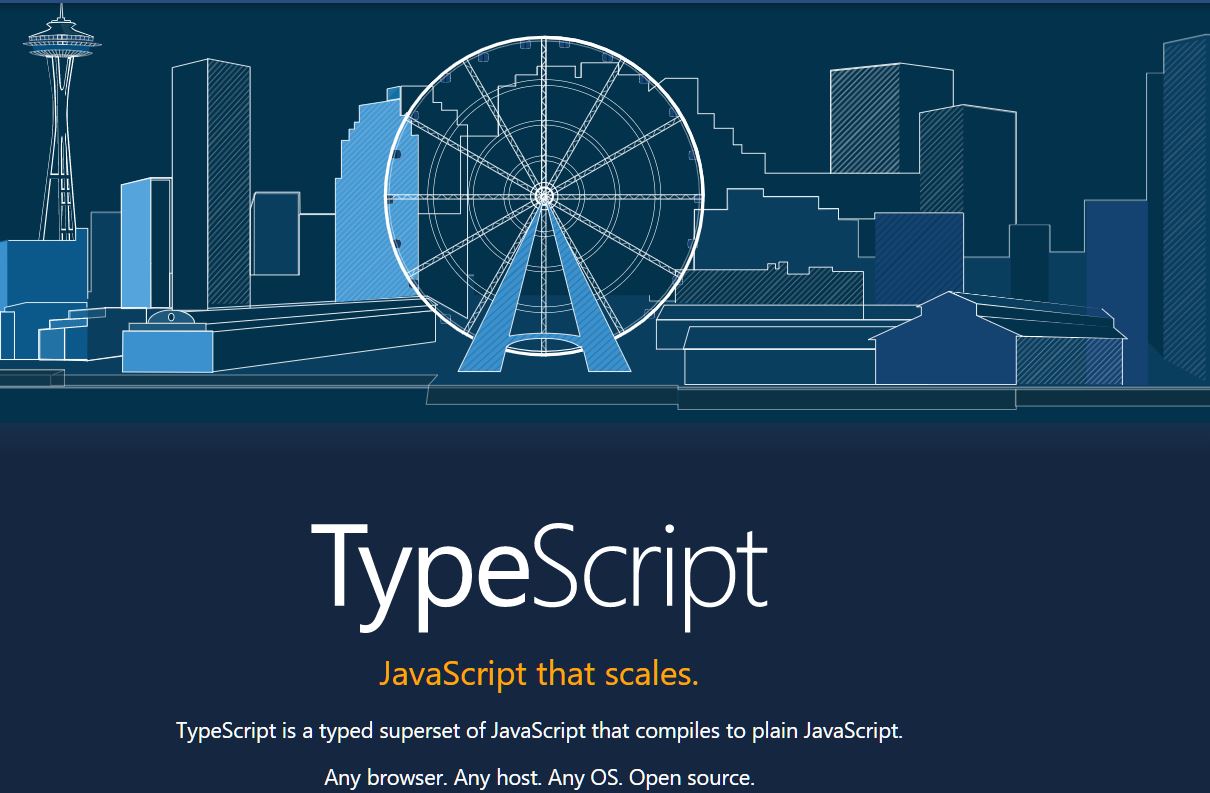 TypeScript
JavaScript that scales.
TypeScript is a typed superset of JavaScript that compiles to plain JavaScript.
Any browser. Any host. Any OS. Open source.